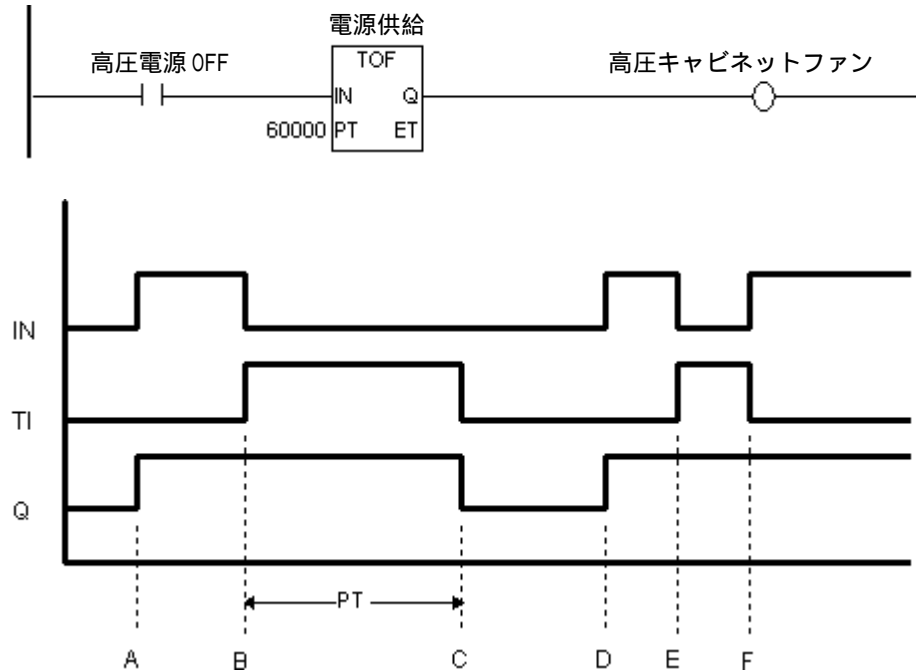 電源供給
高圧電源 OFF
TOF
高圧キャビネットファン
IN Q
60000 PT ET
IN
TI
Q
PT
A B C D E F